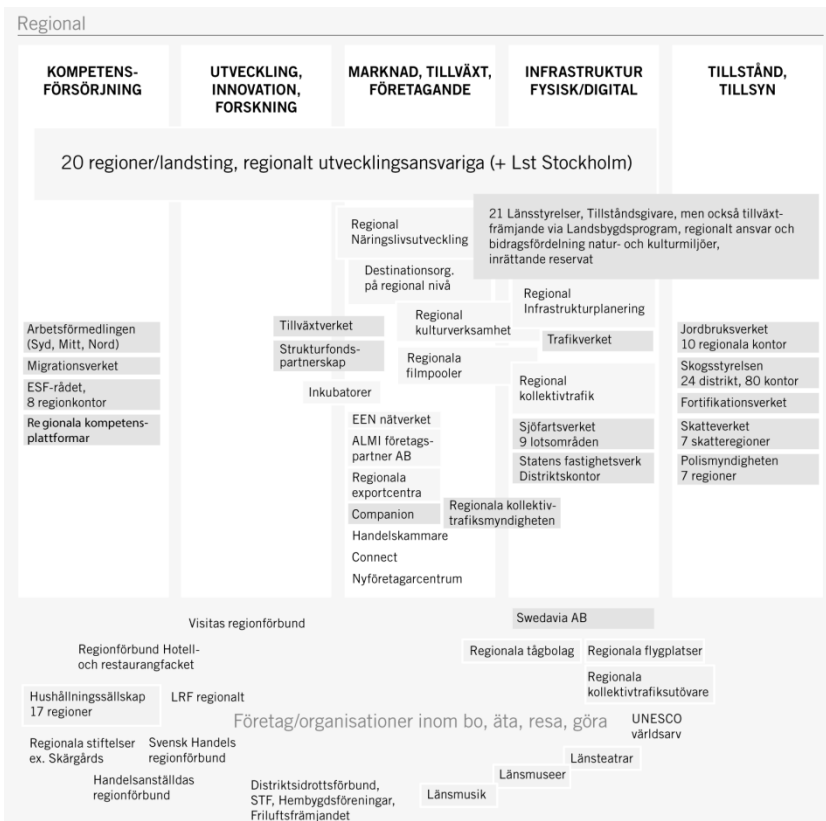 Regional
KOMPETENS-
FÖRSÖRJNING
UTVECKLING,
INNOVATION,
FORSKNING
MARKNAD, TILLVÄXT,
FÖRETAGANDE
INFRASTRUKTUR
FYSISK/DIGITAL
TILLSTÅND,
TILLSYN
20 regioner/landsting, regionalt utvecklingsansvariga (+ Lst Stockholm)
21 Länsstyrelser, Tillståndsgivare, men också tillväxt-
främjande via Landsbygdsprogram, regionalt ansvar och
bidragsfördelning natur- och kulturmiljöer,
inrättande reservat
Arbetsförmedlingen
(Syd, Mitt, Nord)
Migrationsverket
ESF-rådet,
8 regionkontor
Regionala kompetens-
plattformar
Tillväxtverket
Strukturfonds-
partnerskap
Inkubatorer
Regional
Näringslivsutveckling
Destinationsorg.
på regional nivå
Regional
kulturverksamhet
Regionala
filmpooler
EEN nätverket
ALMI företags-
partner AB
Regionala
exportcentra
Companion
Handelskammare
Connect
Nyföretagarcentrum
Regionala kollektiv-
trafiksmyndigheten
Regional
Infrastrukturplanering
Trafikverket
Regional
kollektivtrafik
Sjöfartsverket
9 lotsområden
Statens fastighetsverk
Distriktskontor
Jordbruksverket
10 regionala kontor
Skogsstyrelsen
24 distrikt, 80 kontor
Fortifikationsverket
Skatteverket
7 skatteregioner
Polismyndigheten
7 regioner
Visitas regionförbund
Swedavia AB
Regionförbund Hotell-
och restaurangfacket
Regionala tågbolag
Regionala flygplatser
Regionala
kollektivtrafiksutövare
Hushållningssällskap
17 regioner
LRF regionalt
Företag/organisationer inom bo, äta, resa, göra
UNESCO
världsarv
Regionala stiftelser
ex. Skärgårds
Svensk Handels
regionförbund
Länsteatrar
Länsmuseer
Handelsanställdas
regionförbund
Distriktsidrottsförbund,
STF, Hembygdsföreningar,
Friluftsfrämjandet
Länsmusik